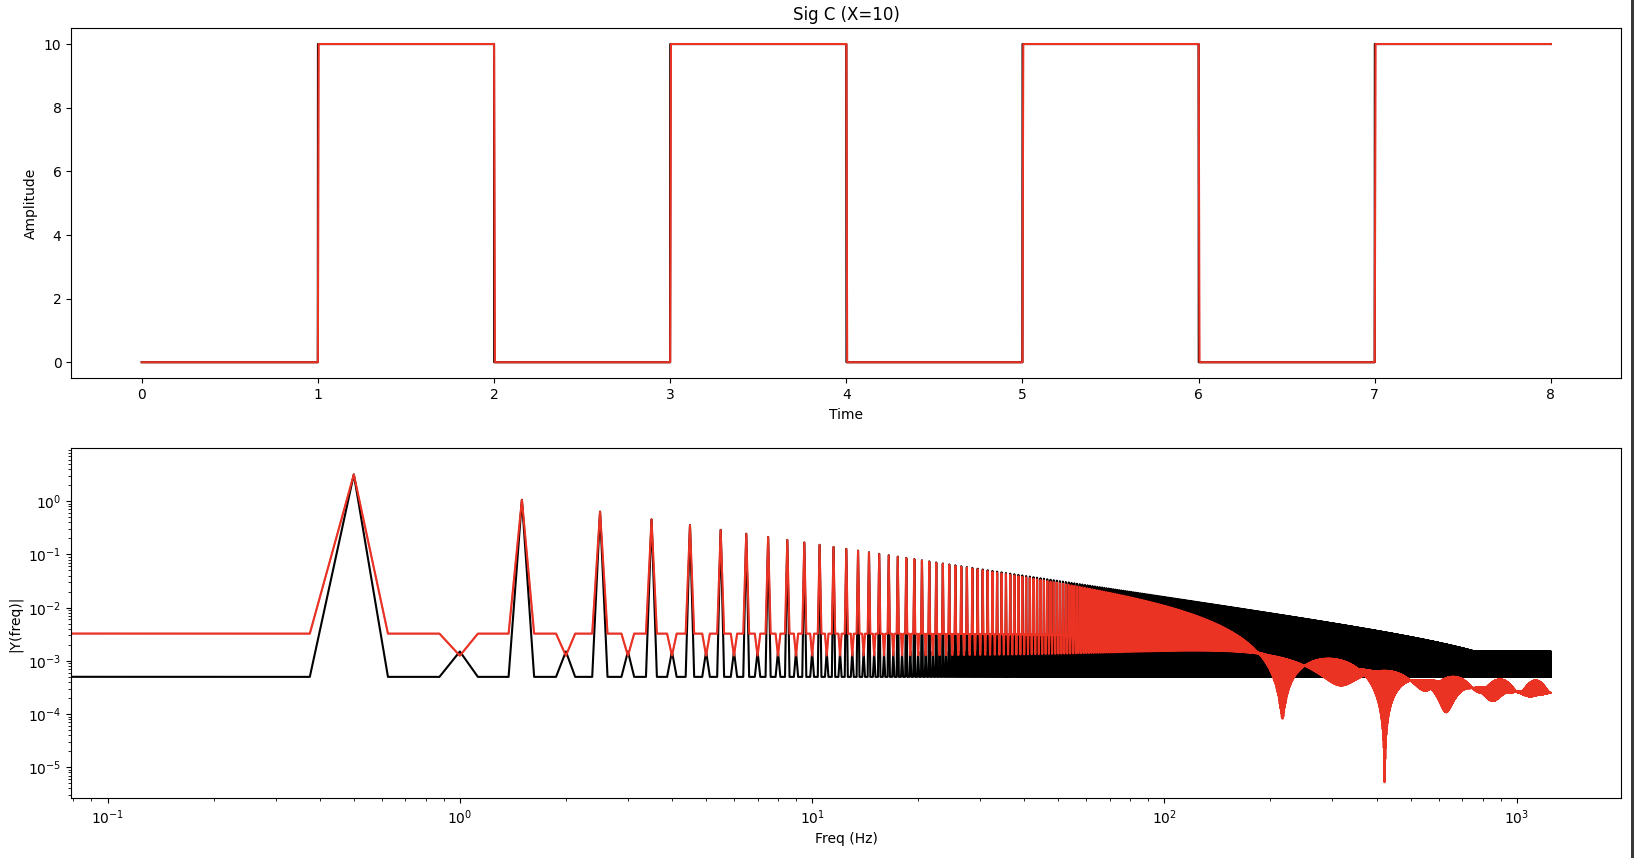 Sig C (X=10)
10
8
6
4
2
0
Amplitude
0 1 2 3 4 5 6 7 8
Time
10⁰
10⁻¹
10⁻²
10⁻³
10⁻⁴
10⁻⁵
|Y(freq)|
10⁻¹ 10⁰ 10¹ 10² 10³
Freq (Hz)